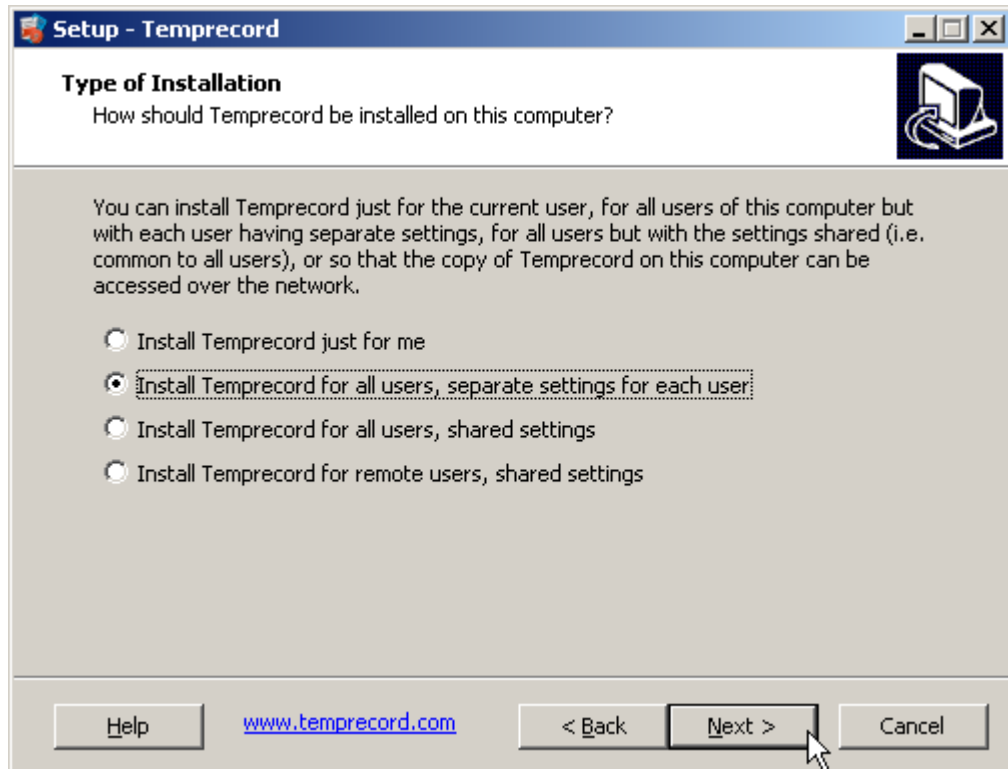 Setup - Temprecord
Type of Installation
How should Temprecord be installed on this computer?
You can install Temprecord just for the current user, for all users of this computer but
with each user having separate settings, for all users but with the settings shared (i.e.
common to all users), or so that the copy of Temprecord on this computer can be
accessed over the network.
Install Temprecord just for me
Install Temprecord for all users, separate settings for each user
Install Temprecord for all users, shared settings
Install Temprecord for remote users, shared settings
Help www.temprecord.com < Back Next > Cancel